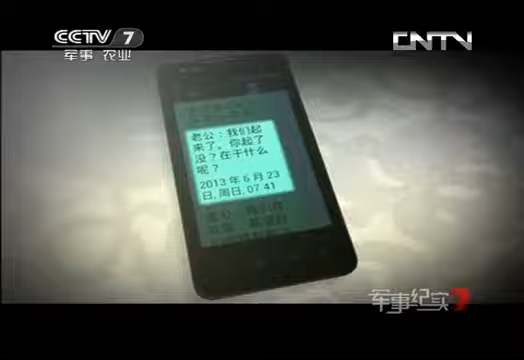 CCTV 7
军事 农业
CNTV
老公：我们起
来了。你起了
没？在干什么
呢？
2013 年 6 月 23
日, 周日, 07:41
军事纪实 7